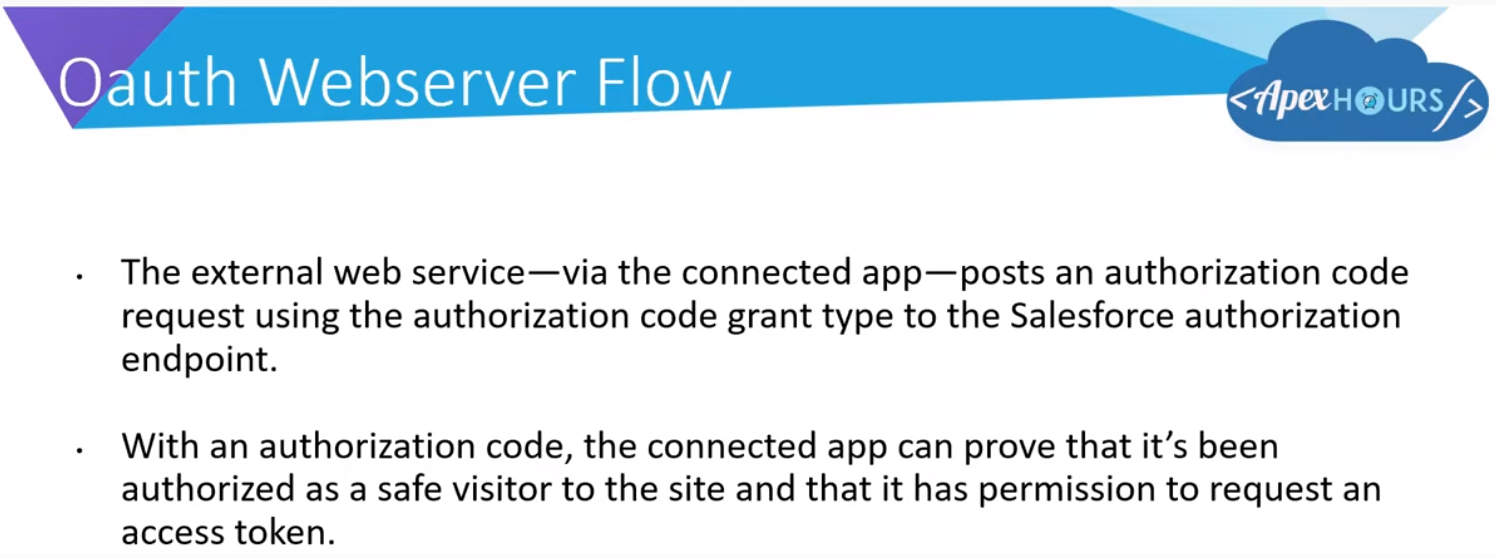 Oauth Webserver Flow
<ApexHOURS/>
• The external web service—via the connected app—posts an authorization code
request using the authorization code grant type to the Salesforce authorization
endpoint.
• With an authorization code, the connected app can prove that it’s been
authorized as a safe visitor to the site and that it has permission to request an
access token.